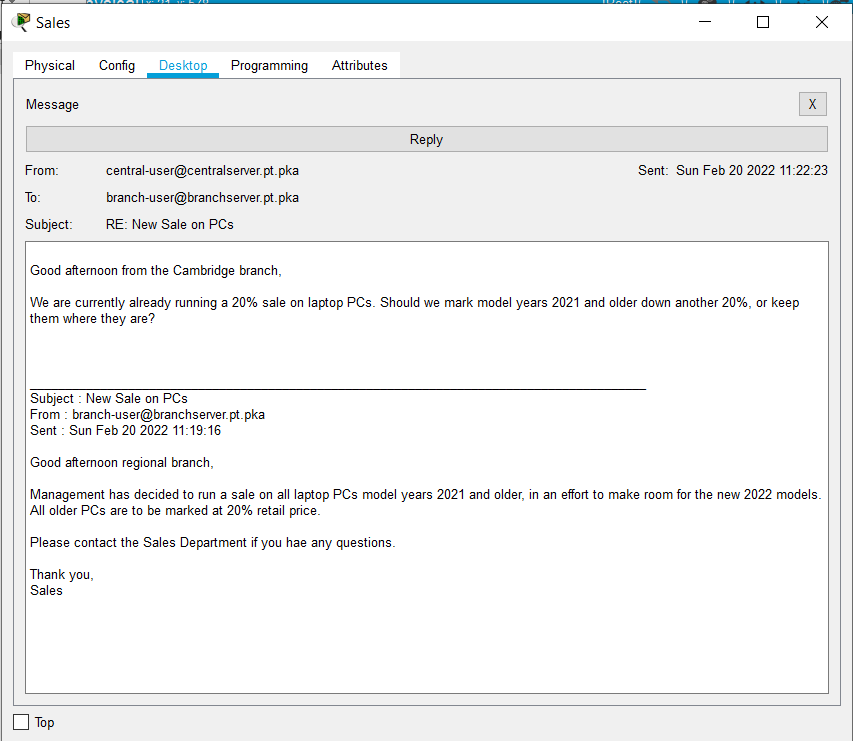 Sales
Physical Config Desktop Programming Attributes
Message X
Reply
From: central-user@centralserver.pt.pka Sent: Sun Feb 20 2022 11:22:23
To: branch-user@branchserver.pt.pka
Subject: RE: New Sale on PCs
Good afternoon from the Cambridge branch,
We are currently already running a 20% sale on laptop PCs. Should we mark model years 2021 and older down another 20%, or keep
them where they are?
Subject : New Sale on PCs
From : branch-user@branchserver.pt.pka
Sent : Sun Feb 20 2022 11:19:16
Good afternoon regional branch,
Management has decided to run a sale on all laptop PCs model years 2021 and older, in an effort to make room for the new 2022 models.
All older PCs are to be marked at 20% retail price.
Please contact the Sales Department if you hae any questions.
Thank you,
Sales
Top